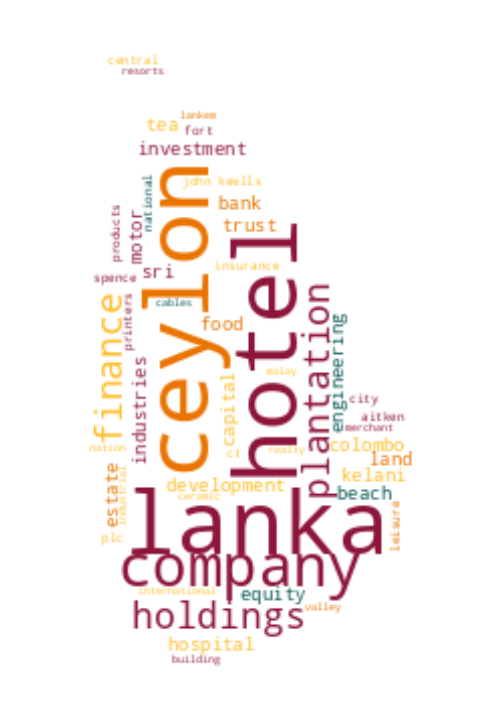 central
resorts
lankem
tea
fort
investment
john keells
national
bank
products
motor
trust
ceylon
hotel
sri
insurance
spence
cables
printers
food
finance
plantation
engineering
industries
capital
malay
city
aitken
merchant
nation
ct
realty
colombo
land
estate
industrial
development
kelani
ceramic
beach
lanka
leisure
plc
company
international
equity
holdings
valley
hospital
building